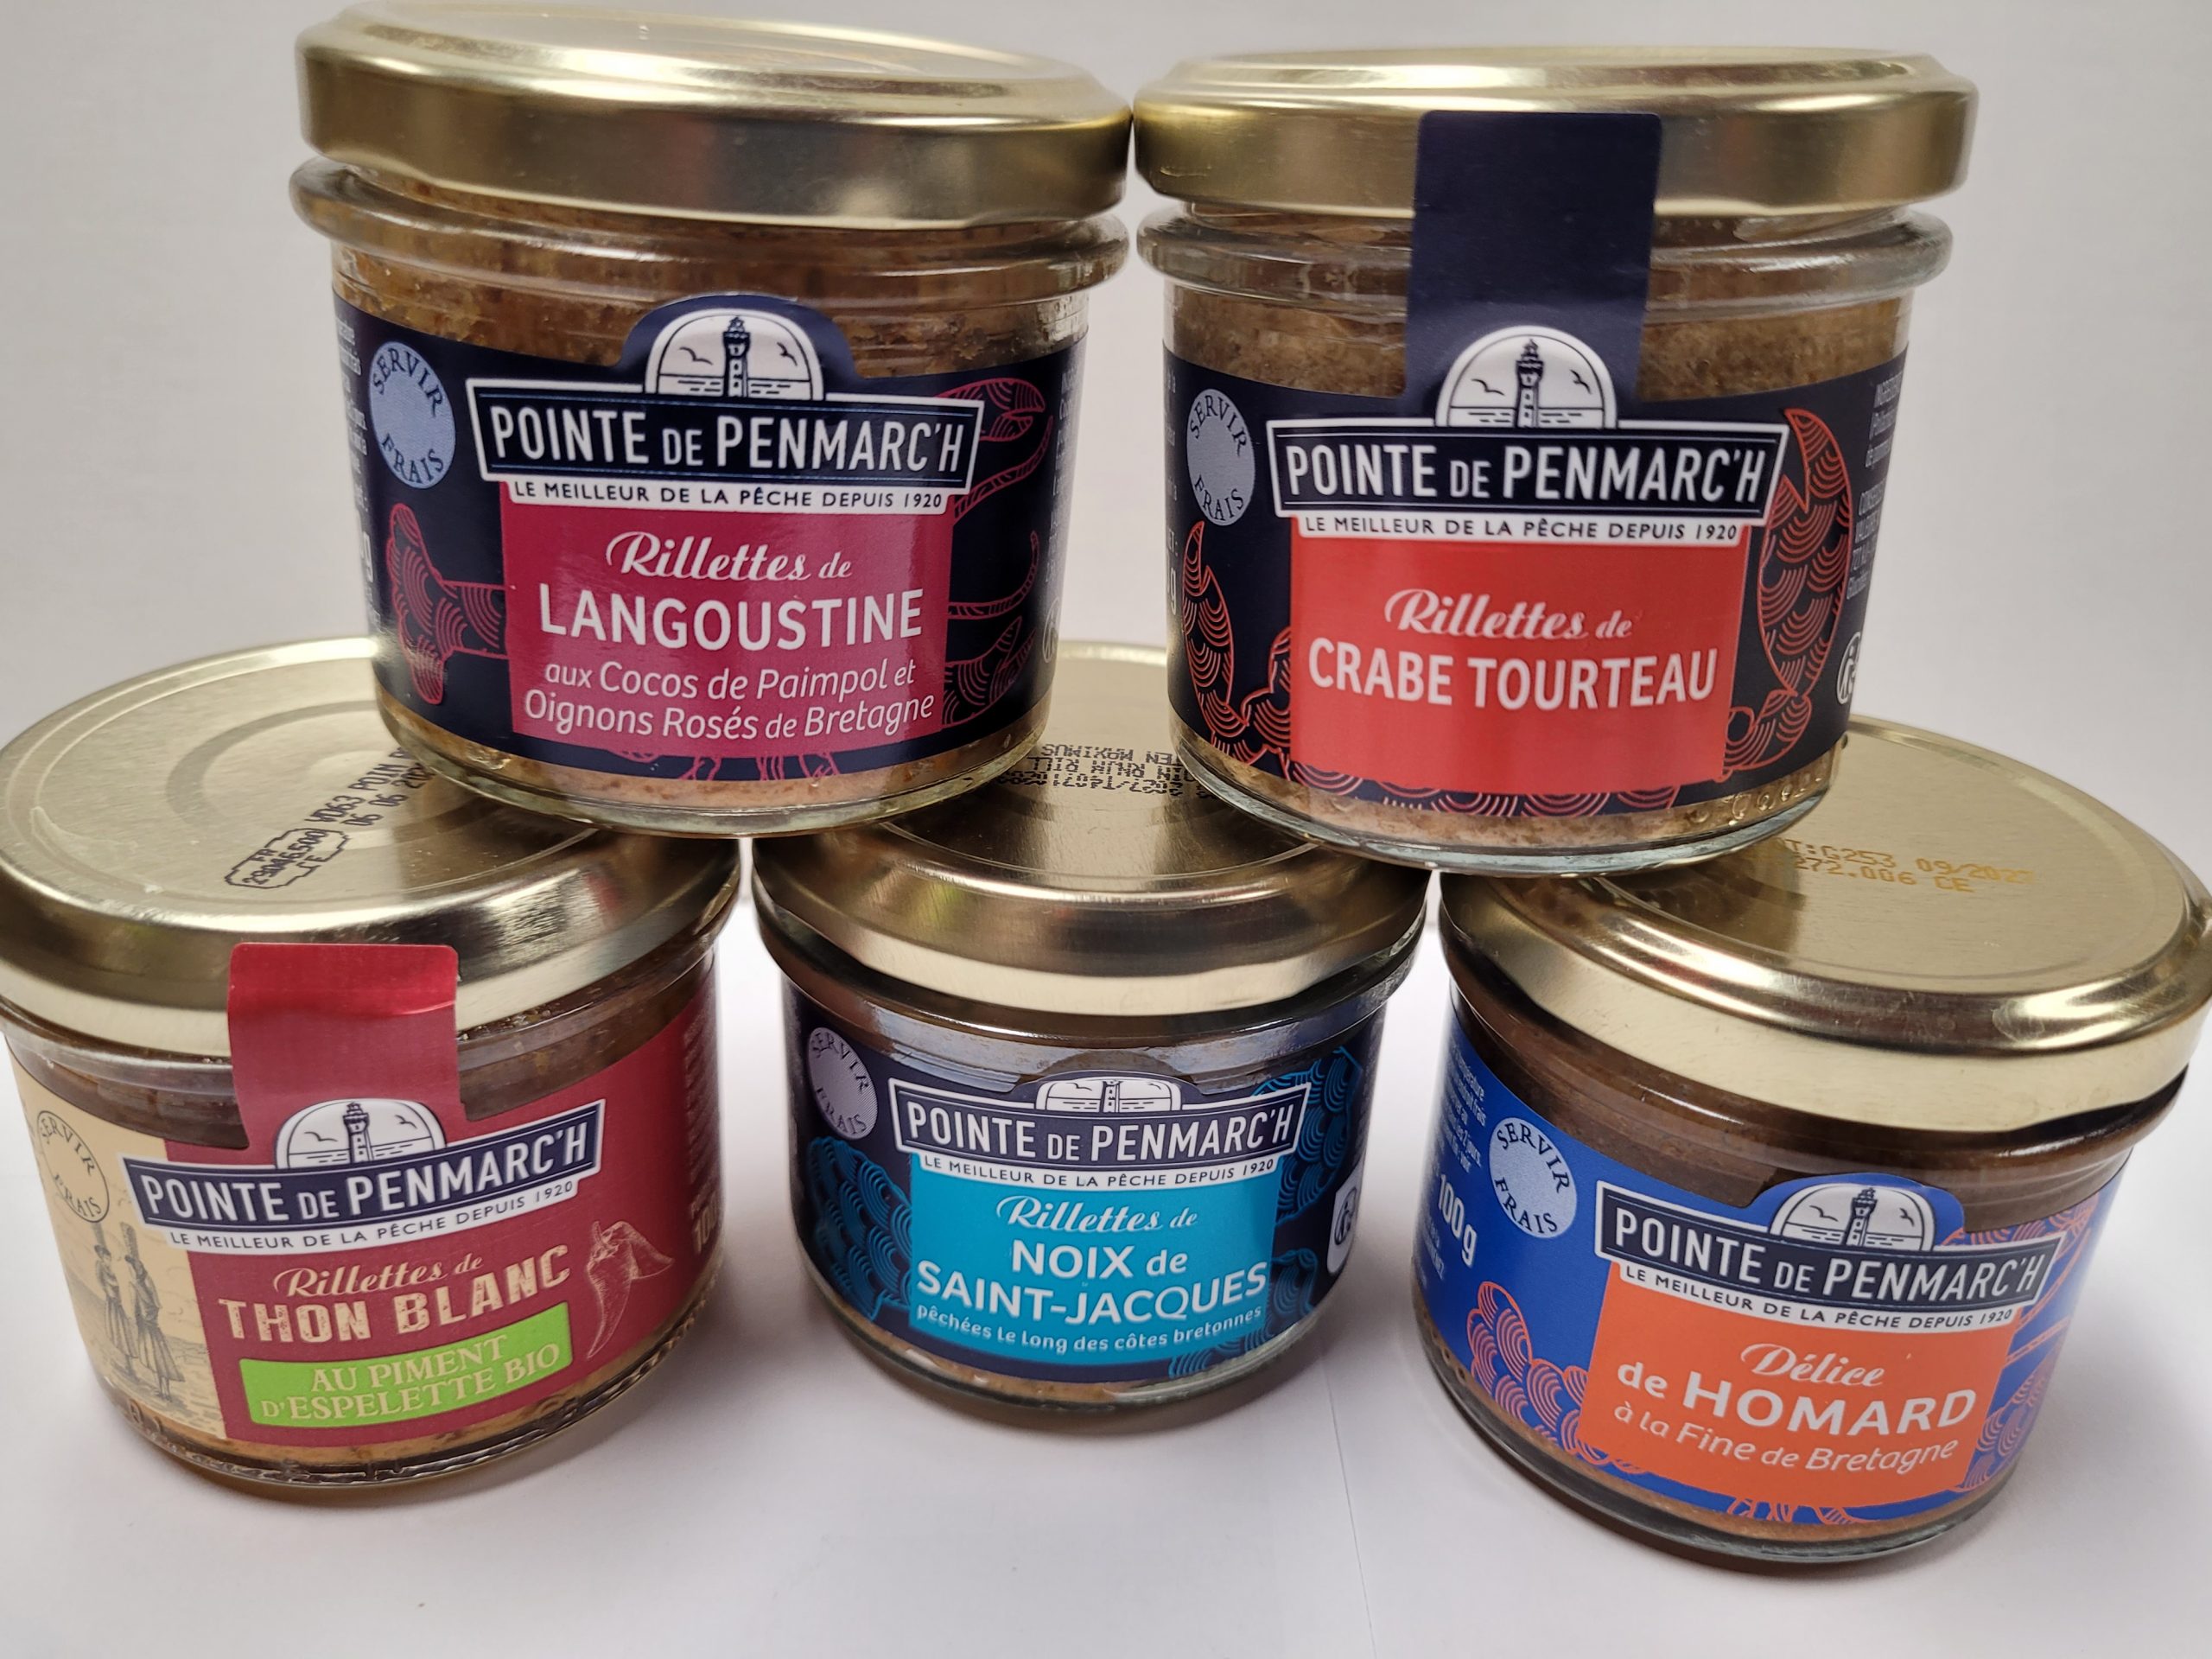 SERVIR
FRAIS
POINTE DE PENMARC'H
LE MEILLEUR DE LA PÊCHE DEPUIS 1920
Rillettes de
LANGOUSTINE
aux Cocos de Paimpol et
Oignons Rosés de Bretagne
SERVIR
FRAIS
POINTE DE PENMARC'H
LE MEILLEUR DE LA PÊCHE DEPUIS 1920
Rillettes de
CRABE TOURTEAU
FR
CE
SERVIR
FRAIS
POINTE DE PENMARC'H
LE MEILLEUR DE LA PÊCHE DEPUIS 1920
Rillettes de
THON BLANC
AU PIMENT
D'ESPELETTE BIO
SERVIR
FRAIS
POINTE DE PENMARC'H
LE MEILLEUR DE LA PÊCHE DEPUIS 1920
Rillettes de
NOIX de
SAINT-JACQUES
pêchées le long des côtes bretonnes
272.006 CE
100g
SERVIR
FRAIS
POINTE DE PENMARC'H
LE MEILLEUR DE LA PÊCHE DEPUIS 1920
Délice
de HOMARD
à la Fine de Bretagne